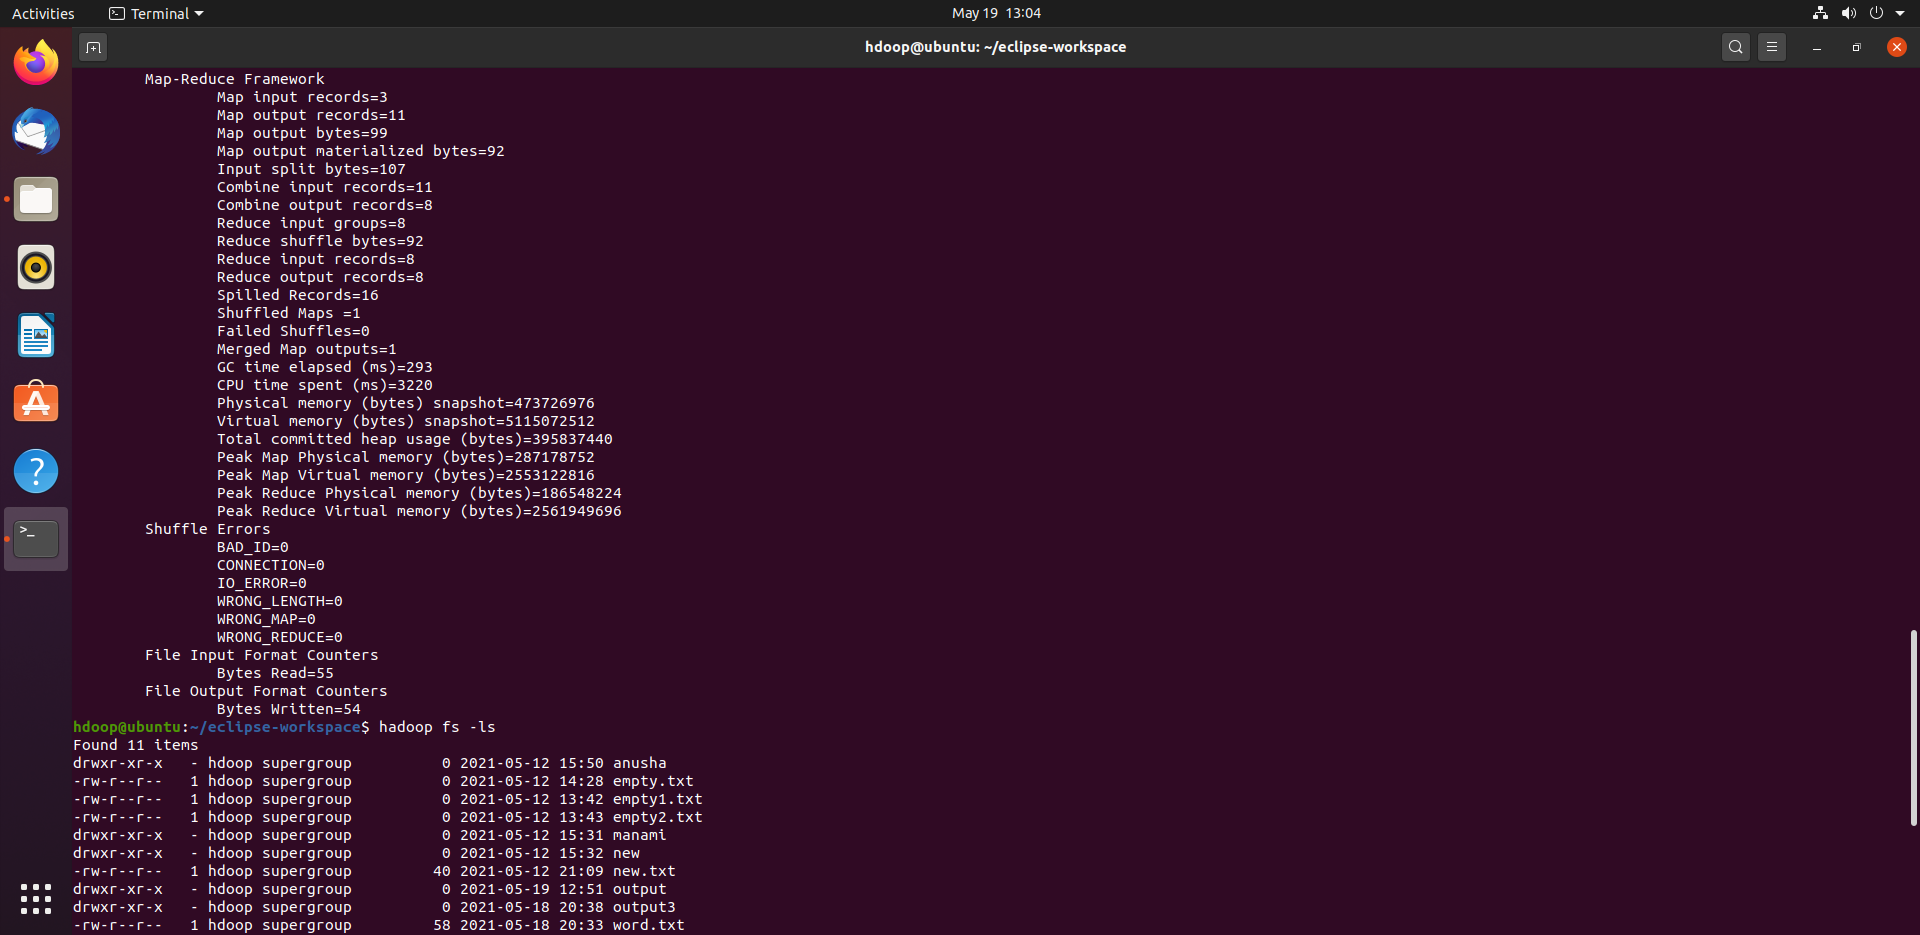 Activities
Terminal
May 19 13:04
hdoop@ubuntu: ~/eclipse-workspace
Map-Reduce Framework
Map input records=3
Map output records=11
Map output bytes=99
Map output materialized bytes=92
Input split bytes=107
Combine input records=11
Combine output records=8
Reduce input groups=8
Reduce shuffle bytes=92
Reduce input records=8
Reduce output records=8
Spilled Records=16
Shuffled Maps =1
Failed Shuffles=0
Merged Map outputs=1
GC time elapsed (ms)=293
CPU time spent (ms)=3220
Physical memory (bytes) snapshot=473726976
Virtual memory (bytes) snapshot=5115072512
Total committed heap usage (bytes)=395837440
Peak Map Physical memory (bytes)=287178752
Peak Map Virtual memory (bytes)=2553122816
Peak Reduce Physical memory (bytes)=186548224
Peak Reduce Virtual memory (bytes)=2561949696
Shuffle Errors
BAD_ID=0
CONNECTION=0
IO_ERROR=0
WRONG_LENGTH=0
WRONG_MAP=0
WRONG_REDUCE=0
File Input Format Counters
Bytes Read=55
File Output Format Counters
Bytes Written=54
hdoop@ubuntu:~/eclipse-workspace$ hadoop fs -ls
Found 11 items
drwxr-xr-x   - hdoop supergroup          0 2021-05-12 15:50 anusha
-rw-r--r--   1 hdoop supergroup          0 2021-05-12 14:28 empty.txt
-rw-r--r--   1 hdoop supergroup          0 2021-05-12 13:42 empty1.txt
-rw-r--r--   1 hdoop supergroup          0 2021-05-12 13:43 empty2.txt
drwxr-xr-x   - hdoop supergroup          0 2021-05-12 15:31 manami
drwxr-xr-x   - hdoop supergroup          0 2021-05-12 15:32 new
-rw-r--r--   1 hdoop supergroup         40 2021-05-12 21:09 new.txt
drwxr-xr-x   - hdoop supergroup          0 2021-05-19 12:51 output
drwxr-xr-x   - hdoop supergroup          0 2021-05-18 20:38 output3
-rw-r--r--   1 hdoop supergroup         58 2021-05-18 20:33 word.txt